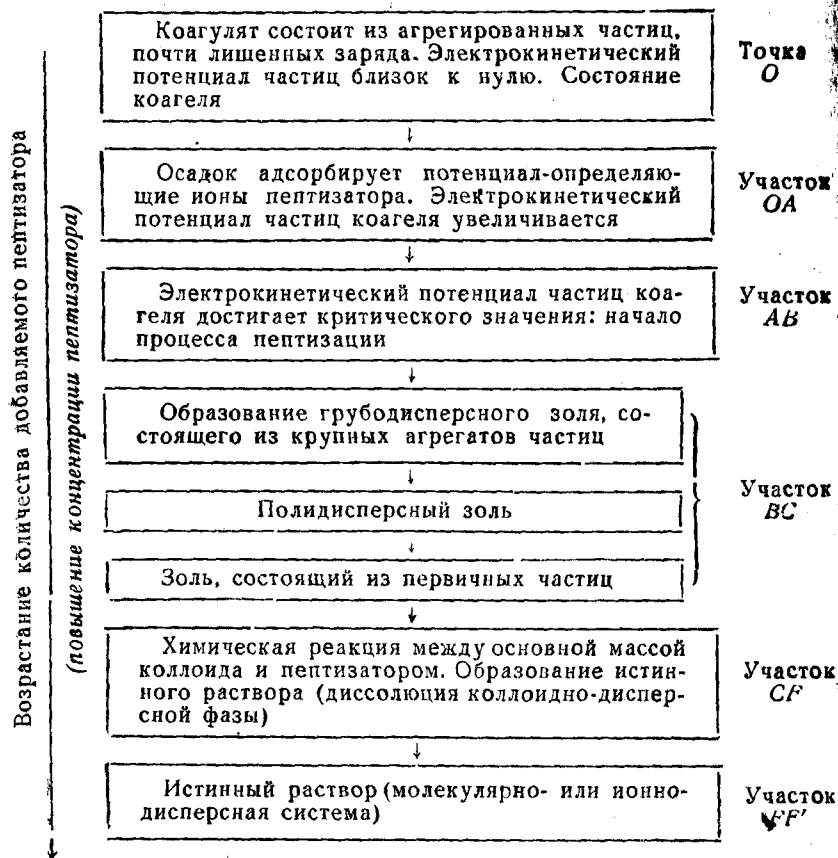 Коагулят состоит из агрегированных частиц,
почти лишенных заряда. Электрокинетический
потенциал частиц близок к нулю. Состояние
коагеля
Точка
О
Осадок адсорбирует потенциал-определяю-
щие ионы пептизатора. Электрокинетический
потенциал частиц коагеля увеличивается
Участок
ОА
Электрокинетический потенциал частиц коа-
геля достигает критического значения: начало
процесса пептизации
Участок
АВ
Образование грубодисперсного золя, со-
стоящего из крупных агрегатов частиц
Полидисперсный золь
Золь, состоящий из первичных частиц
Участок
ВС
Химическая реакция между основной массой
коллоида и пептизатором. Образование истин-
ного раствора (диссолюция коллоидно-диспер-
сной фазы)
Участок
CF
Истинный раствор (молекулярно- или ионно-
дисперсная система)
Участок
FF'
Возрастание количества добавляемого пептизатора
(повышение концентрации пептизатора)